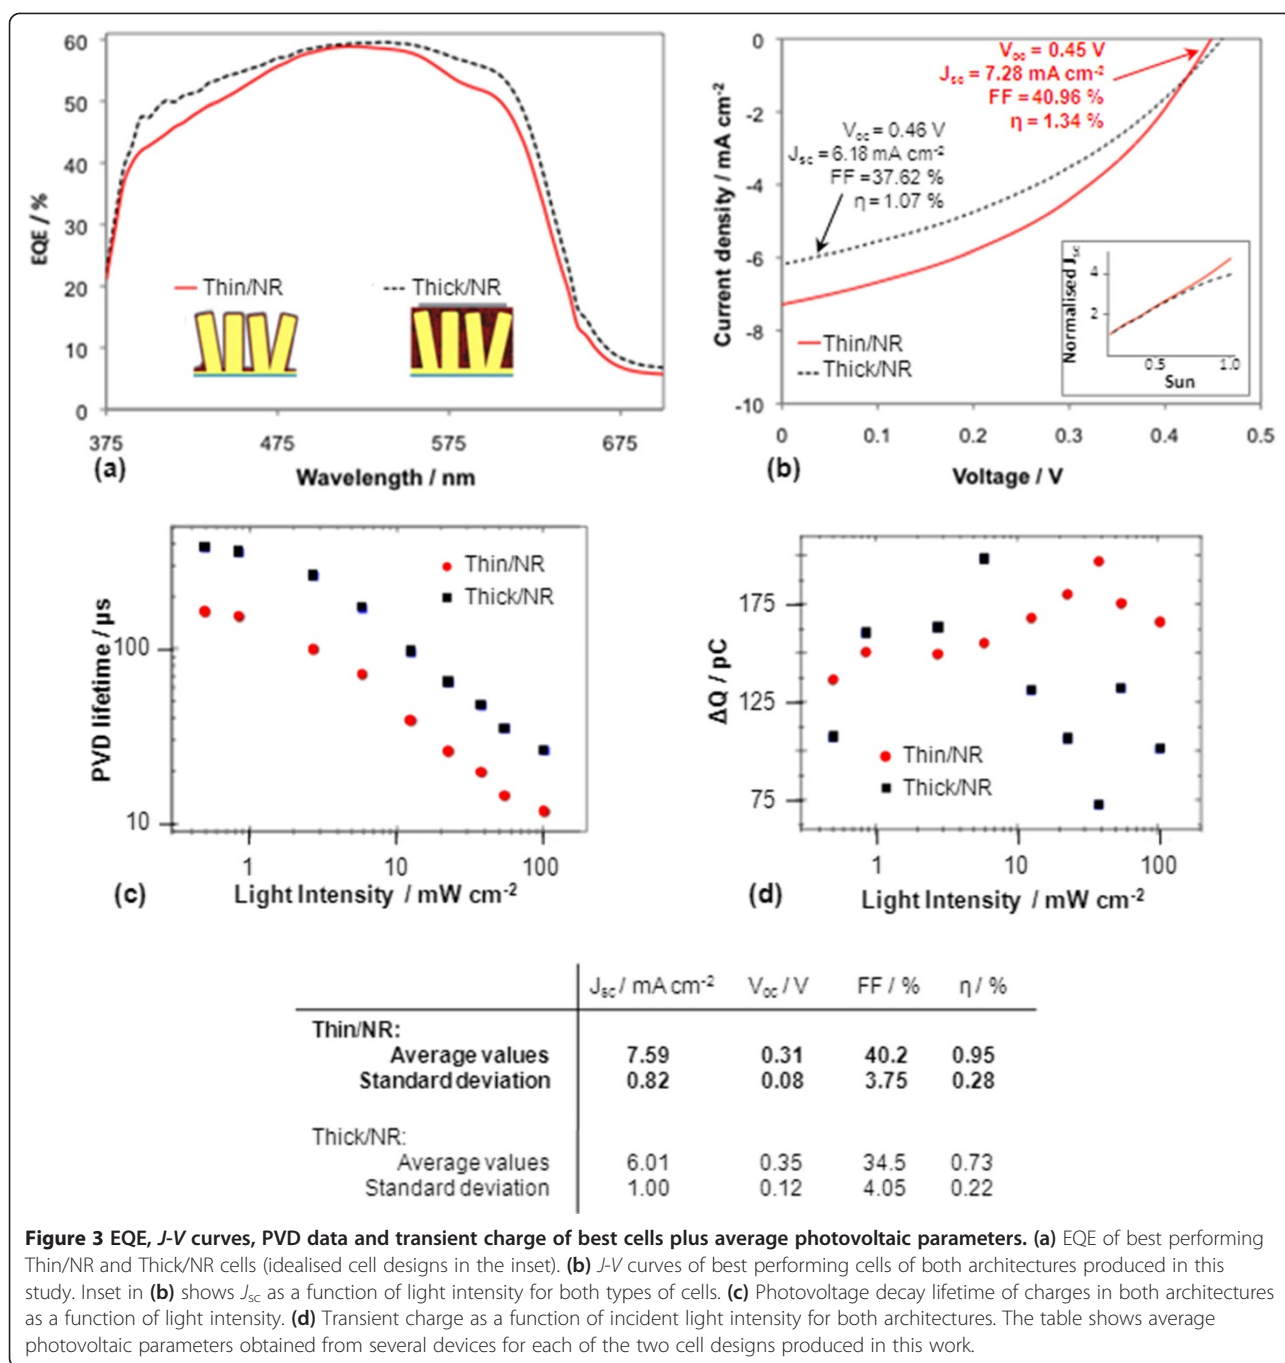 60
50
40
30
20
10
0
EQE / %
Thin/NR
Thick/NR
375
475
575
675
(a)
Wavelength / nm
0
-2
-4
-6
-8
-10
Current density / mA cm-2
Voc = 0.45 V
Jsc = 7.28 mA cm-2
FF = 40.96 %
η = 1.34 %
Voc = 0.46 V
Jsc = 6.18 mA cm-2
FF = 37.62 %
η = 1.07 %
Thin/NR
Thick/NR
Normalised Jsc
4
2
0.5
1.0
Sun
0
0.1
0.2
0.3
0.4
0.5
(b)
Voltage / V
PVD lifetime / µs
100
10
Thin/NR
Thick/NR
1
10
100
(c)
Light Intensity / mW cm-2
ΔQ / pC
175
125
75
Thin/NR
Thick/NR
1
10
100
(d)
Light Intensity / mW cm-2
Jsc / mA cm-2 Voc / V FF / % η / %
Thin/NR:
Average values 7.59 0.31 40.2 0.95
Standard deviation 0.82 0.08 3.75 0.28
Thick/NR:
Average values 6.01 0.35 34.5 0.73
Standard deviation 1.00 0.12 4.05 0.22
Figure 3 EQE, J-V curves, PVD data and transient charge of best cells plus average photovoltaic parameters. (a) EQE of best performing
Thin/NR and Thick/NR cells (idealised cell designs in the inset). (b) J-V curves of best performing cells of both architectures produced in this
study. Inset in (b) shows Jsc as a function of light intensity for both types of cells. (c) Photovoltage decay lifetime of charges in both architectures
as a function of light intensity. (d) Transient charge as a function of incident light intensity for both architectures. The table shows average
photovoltaic parameters obtained from several devices for each of the two cell designs produced in this work.